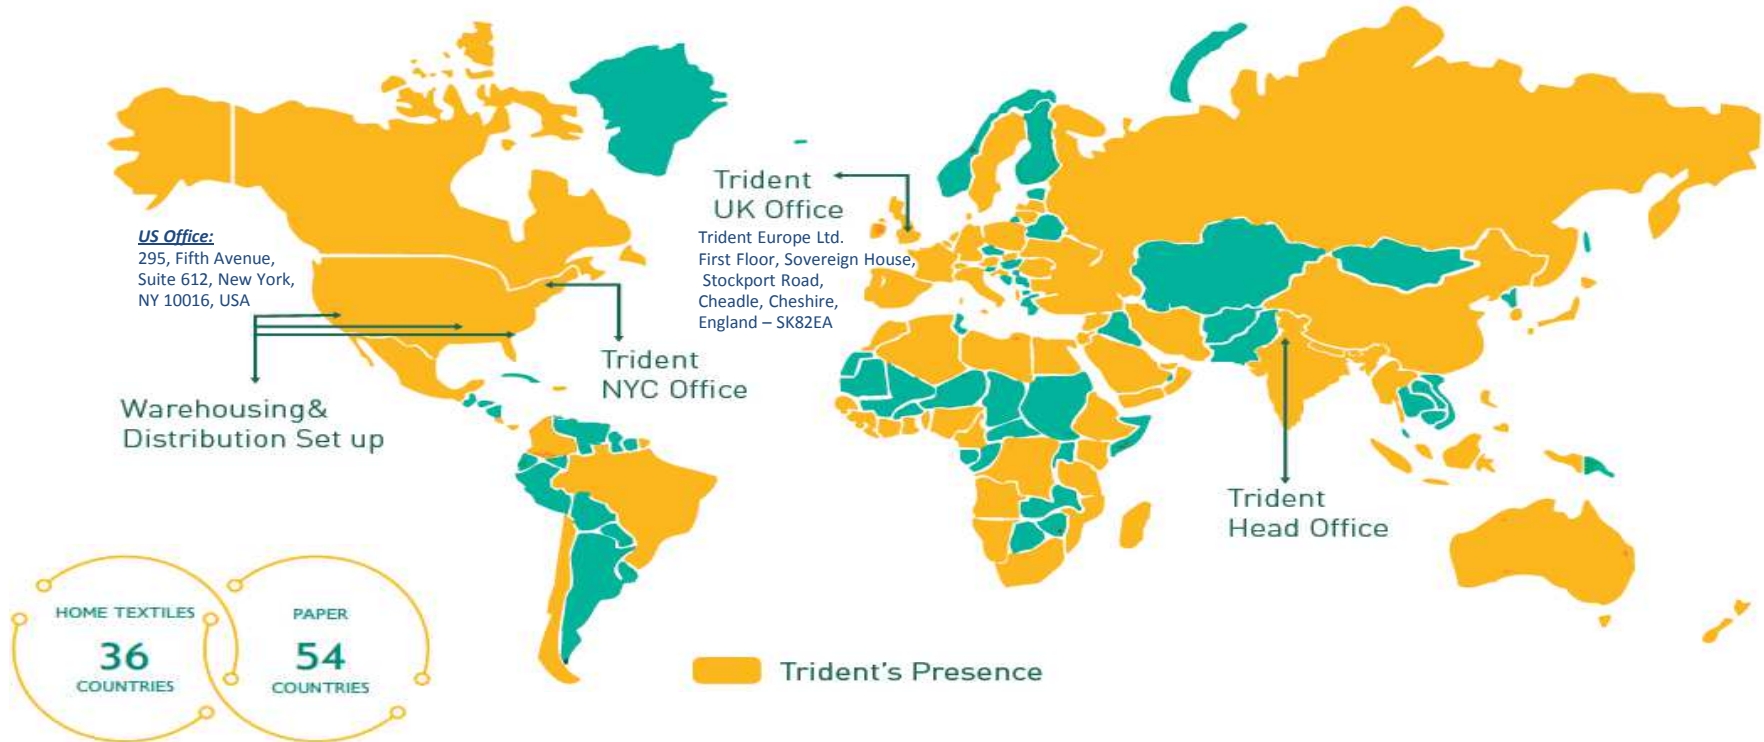 Trident
UK Office
Trident Europe Ltd.
First Floor, Sovereign House,
Stockport Road,
Cheadle, Cheshire,
England – SK82EA
US Office:
295, Fifth Avenue,
Suite 612, New York,
NY 10016, USA
Trident
NYC Office
Warehousing&
Distribution Set up
Trident
Head Office
HOME TEXTILES
36
COUNTRIES
PAPER
54
COUNTRIES
Trident's Presence